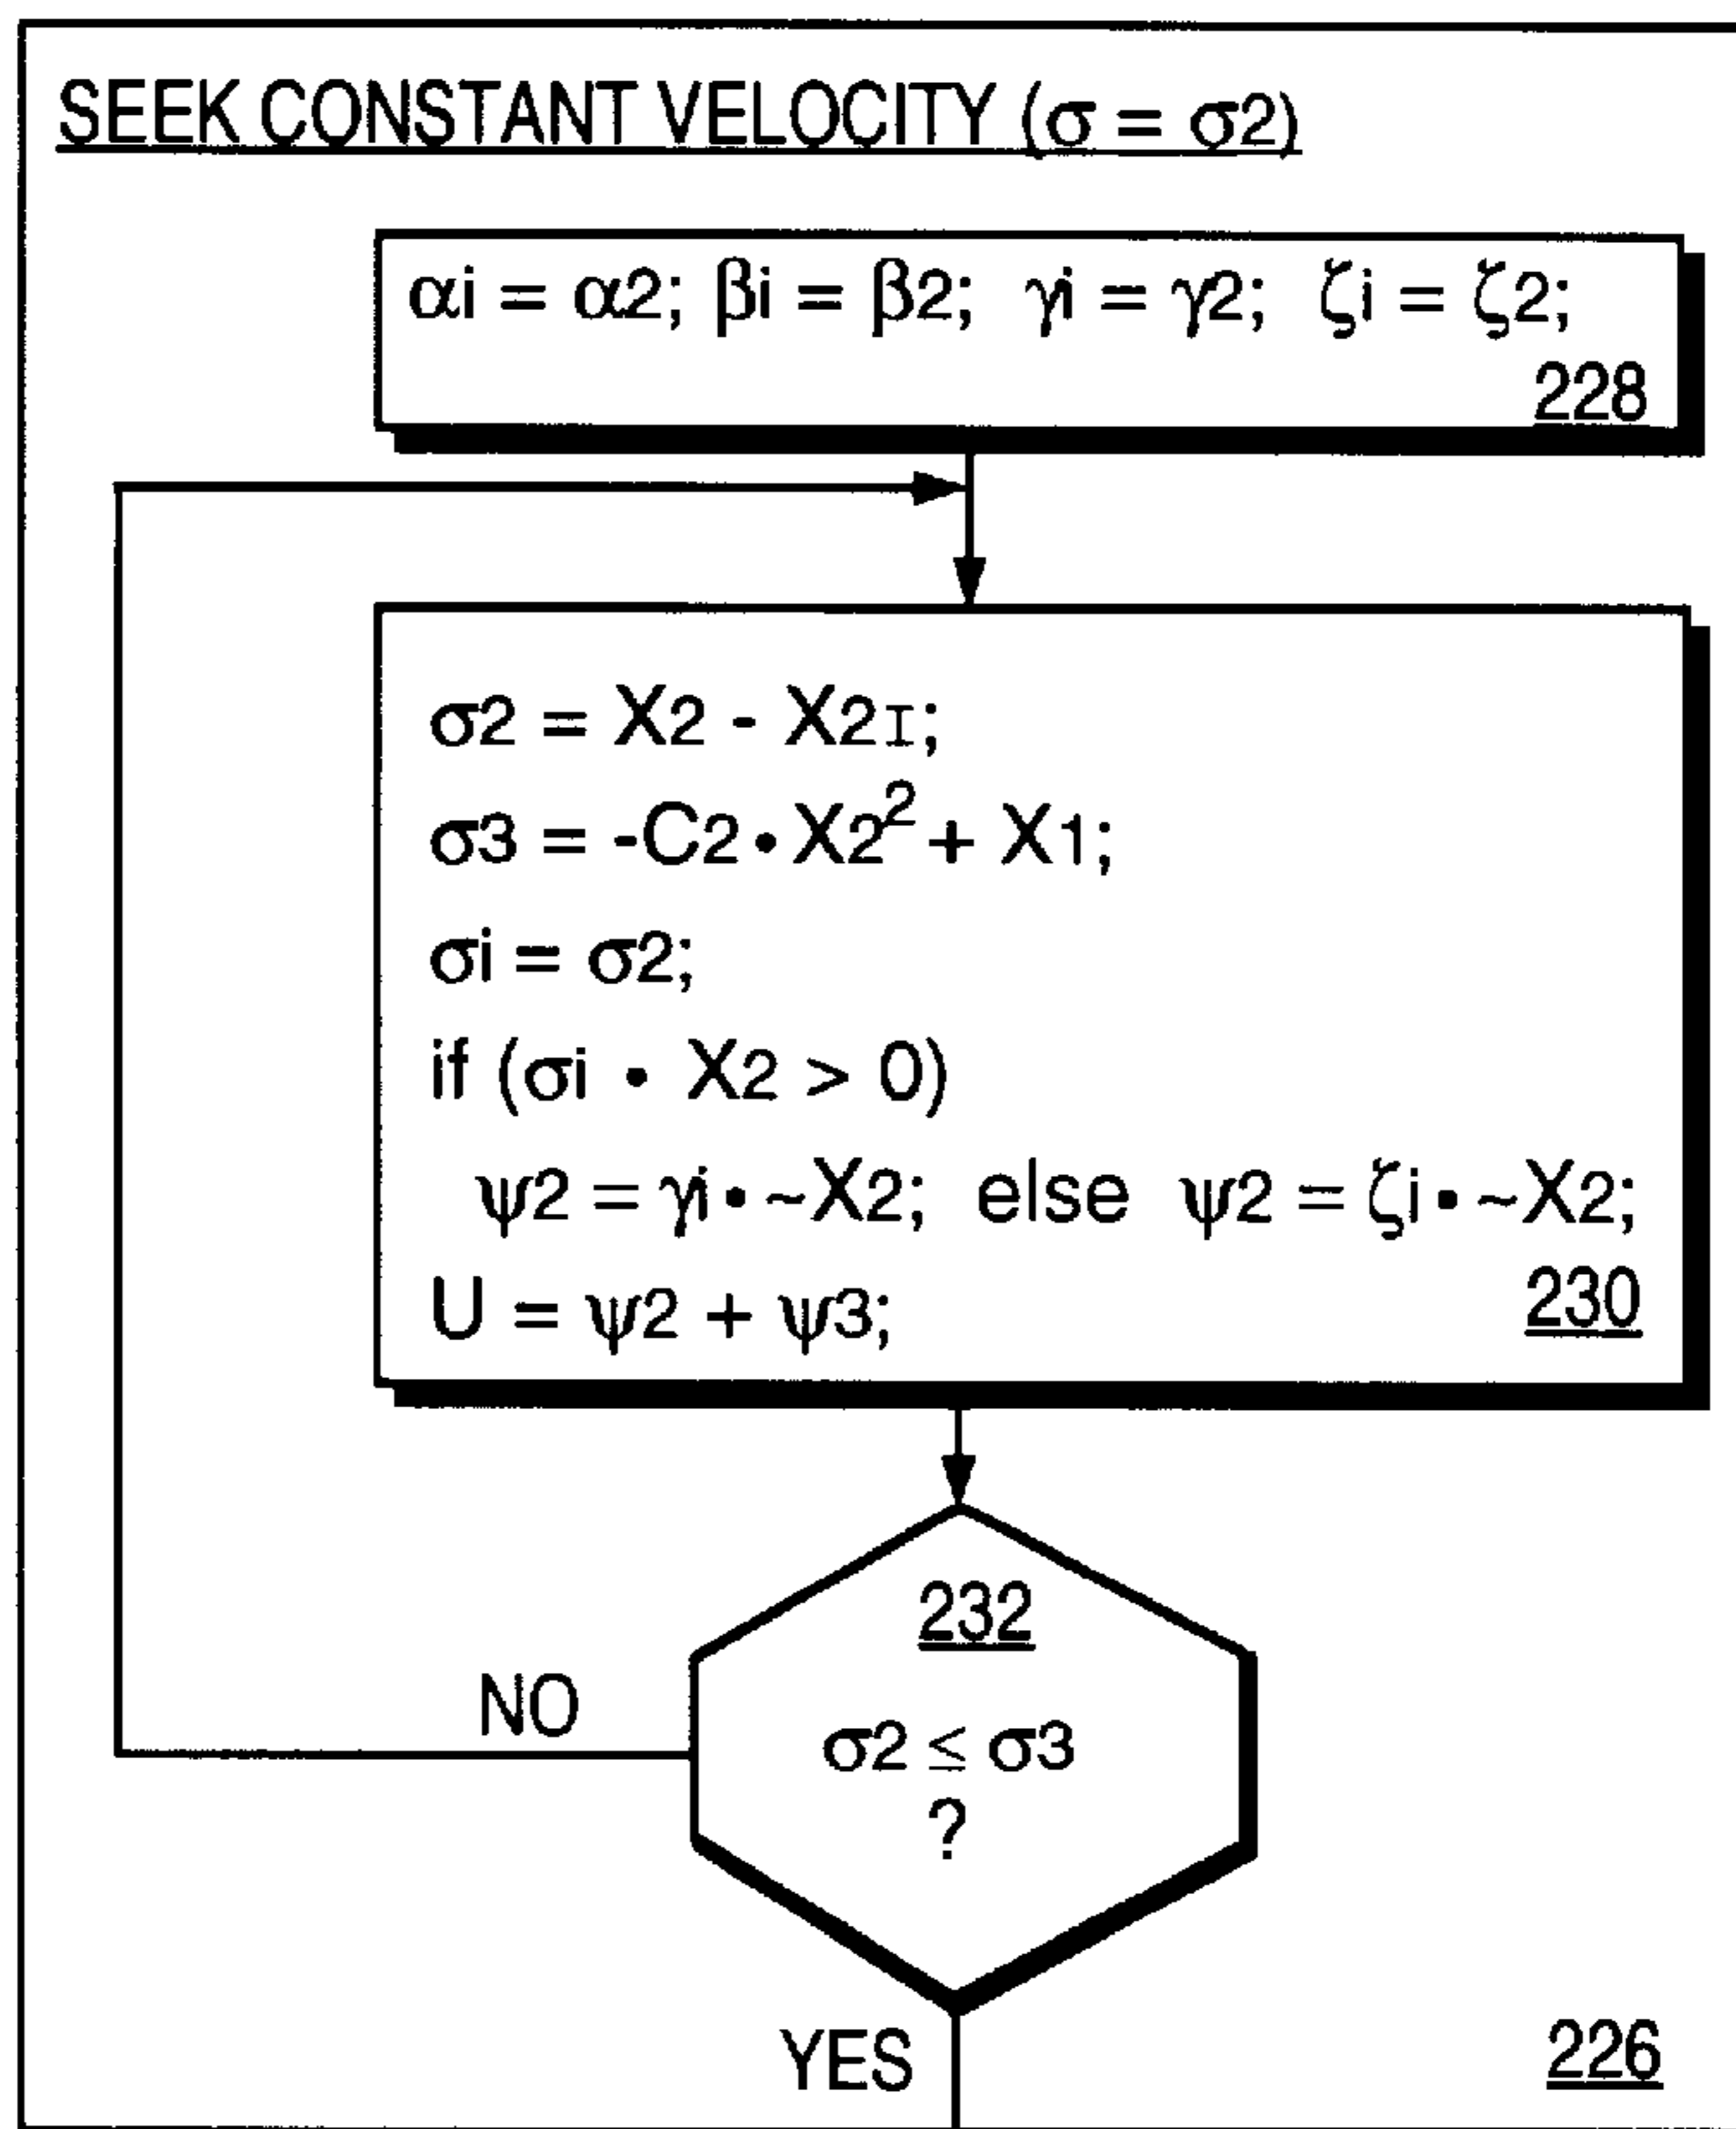 SEEK CONSTANT VELOCITY (σ = σ2)
αi = α2; βi = β2; γi = γ2; ζi = ζ2;
228
σ2 = X2 - X2I;
σ3 = -C2 • X2² + X1;
σi = σ2;
if (σi • X2 > 0)
ψ2 = γi • ~X2; else ψ2 = ζi • ~X2;
U = ψ2 + ψ3;
230
232
NO
σ2 ≤ σ3
?
YES
226